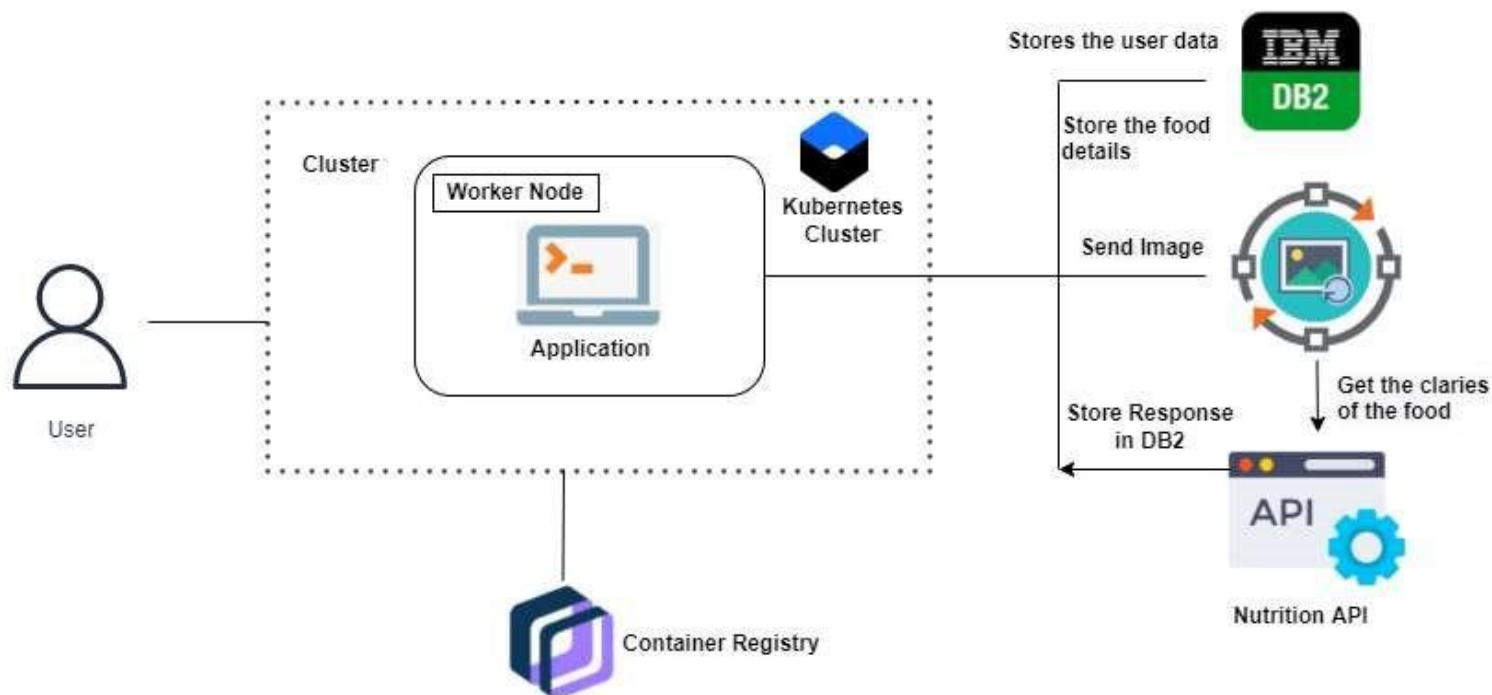 Stores the user data
IBM
DB2
Store the food
details
Cluster
Worker Node
Kubernetes
Cluster
Send Image
Application
User
Get the claries
of the food
Store Response
in DB2
API
Nutrition API
Container Registry